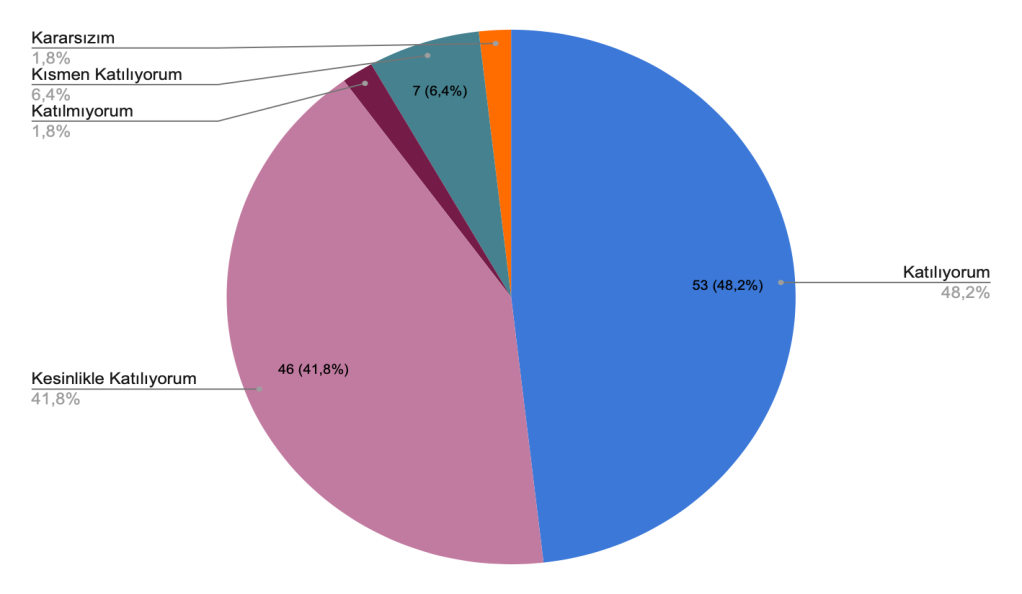 Kararsızım
1,8%
Kısmen Katılıyorum
6,4%
Katılmıyorum
1,8%
7 (6,4%)
Katılıyorum
48,2%
53 (48,2%)
46 (41,8%)
Kesinlikle Katılıyorum
41,8%